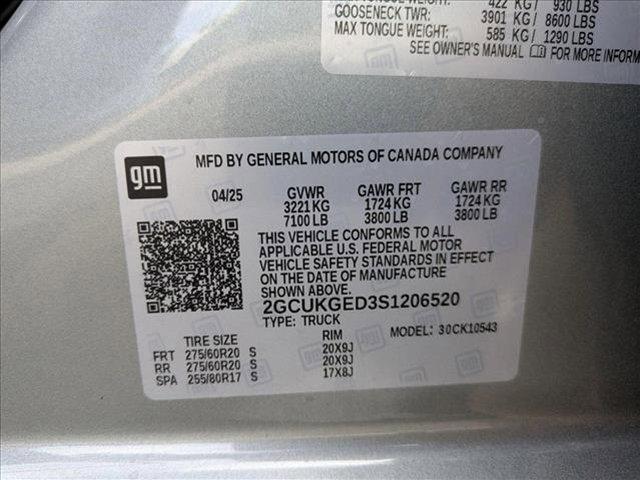 422 KG / 930 LBS
GOOSENECK TWR: 3901 KG / 8600 LBS
MAX TONGUE WEIGHT: 585 KG / 1290 LBS
SEE OWNER'S MANUAL FOR MORE INFORM
gm
MFD BY GENERAL MOTORS OF CANADA COMPANY
04/25 GVWR GAWR FRT GAWR RR
3221 KG 1724 KG 1724 KG
7100 LB 3800 LB 3800 LB
THIS VEHICLE CONFORMS TO ALL
APPLICABLE U.S. FEDERAL MOTOR
VEHICLE SAFETY STANDARDS IN EFFECT
ON THE DATE OF MANUFACTURE
SHOWN ABOVE.
2GCUKGED3S1206520
TYPE: TRUCK
MODEL: 30CK10543
TIRE SIZE RIM
FRT 275/60R20 S 20X9J
RR 275/60R20 S 20X9J
SPA 255/80R17 S 17X8J